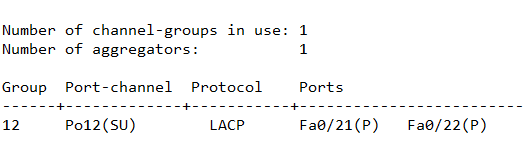 Number of channel-groups in use: 1
Number of aggregators:           1
Group  Port-channel  Protocol    Ports
------+-------------+-----------+-----------------------
12     Po12(SU)        LACP      Fa0/21(P)   Fa0/22(P)